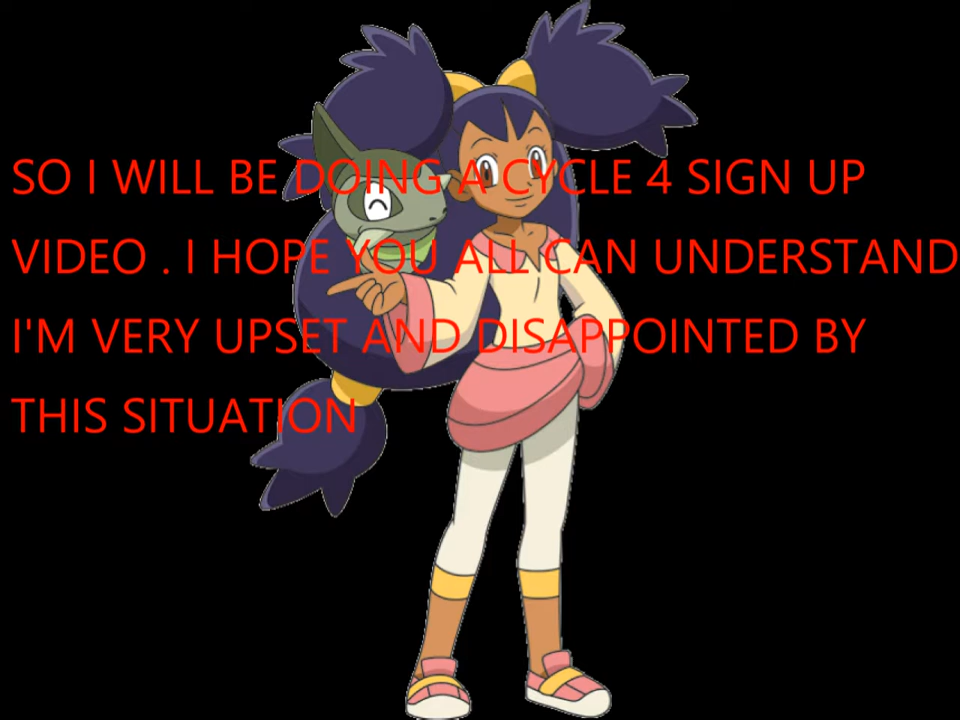 SO I WILL BE DOING A CYCLE 4 SIGN UP
VIDEO . I HOPE YOU ALL CAN UNDERSTAND
I'M VERY UPSET AND DISAPPOINTED BY
THIS SITUATION